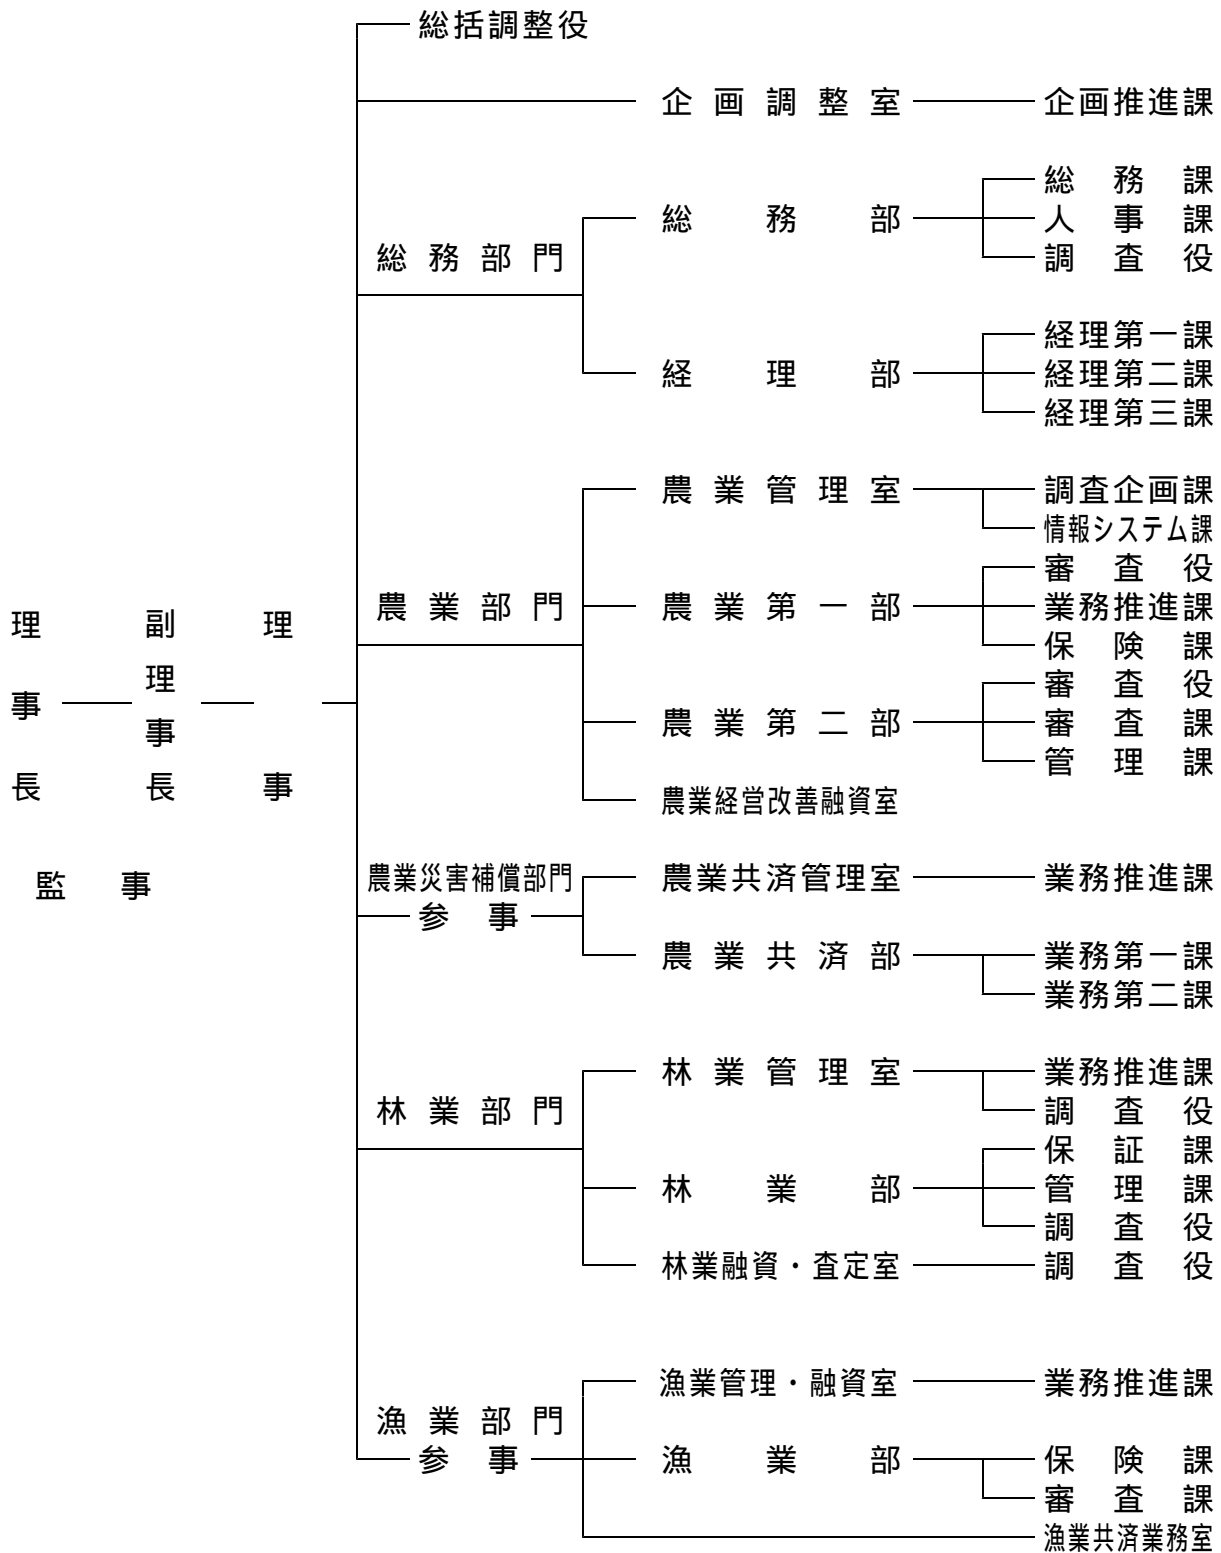 総括調整役
企画調整室 企画推進課
総務課
総務部 人事課
総務部門 調査役
経理第一課
経理部 経理第二課
経理第三課
農業管理室 調査企画課
情報システム課
審査役
農業部門 農業第一部 業務推進課
理事長 副理事長 理事
保険課
審査役
農業第二部 審査課
管理課
農業経営改善融資室
監事
農業災害補償部門 農業共済管理室 業務推進課
参事
農業共済部 業務第一課
業務第二課
林業管理室 業務推進課
林業部門 調査役
保証課
林業部 管理課
調査役
林業融資・査定室 調査役
漁業管理・融資室 業務推進課
漁業部門
参事 漁業部 保険課
審査課
漁業共済業務室